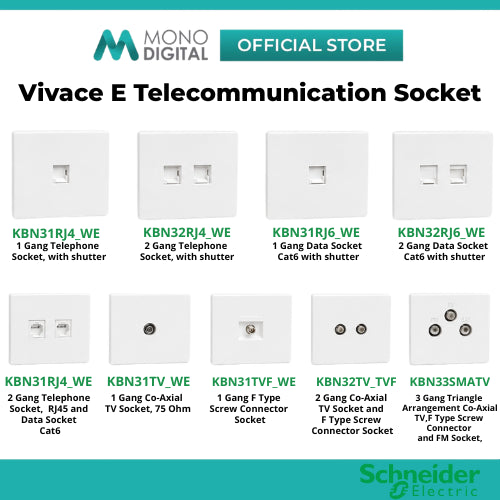 MONO
DIGITAL
OFFICIAL STORE
Vivace E Telecommunication Socket
KBN31RJ4_WE
1 Gang Telephone
Socket, with shutter
KBN32RJ4_WE
2 Gang Telephone
Socket, with shutter
KBN31RJ6_WE
1 Gang Data Socket
Cat6 with shutter
KBN32RJ6_WE
2 Gang Data Socket
Cat6 with shutter
KBN31RJ4_WE
2 Gang Telephone
Socket, RJ45 and
Data Socket
Cat6
KBN31TV_WE
1 Gang Co-Axial
TV Socket, 75 Ohm
KBN31TVF_WE
1 Gang F Type
Screw Connector
Socket
KBN32TV_TVF
2 Gang Co-Axial
TV Socket and
F Type Screw
Connector Socket
KBN33SMATV
3 Gang Triangle
Arrangement Co-Axial
TV,F Type Screw
Connector
and FM Socket,
Schneider
Electric